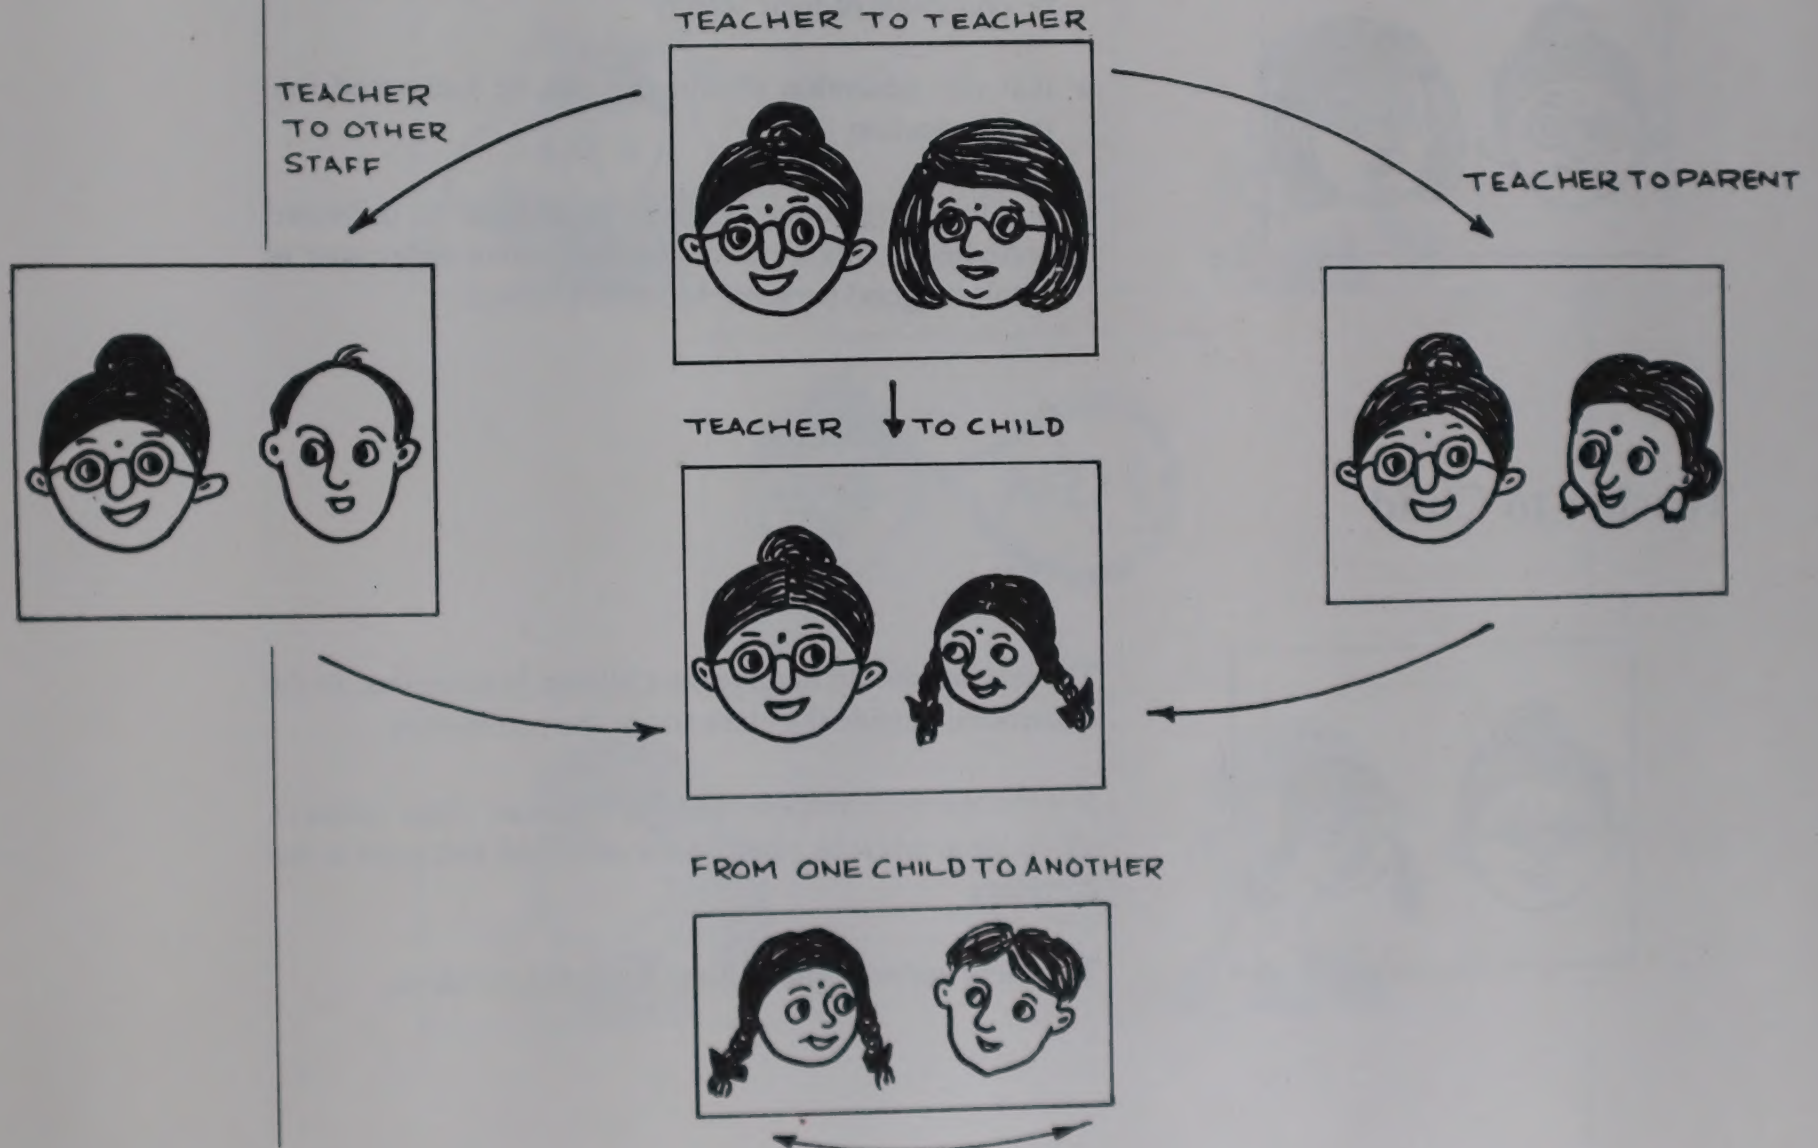 TEACHER TO TEACHER
TEACHER
TO OTHER
STAFF
TEACHER TO PARENT
TEACHER TO CHILD
FROM ONE CHILD TO ANOTHER